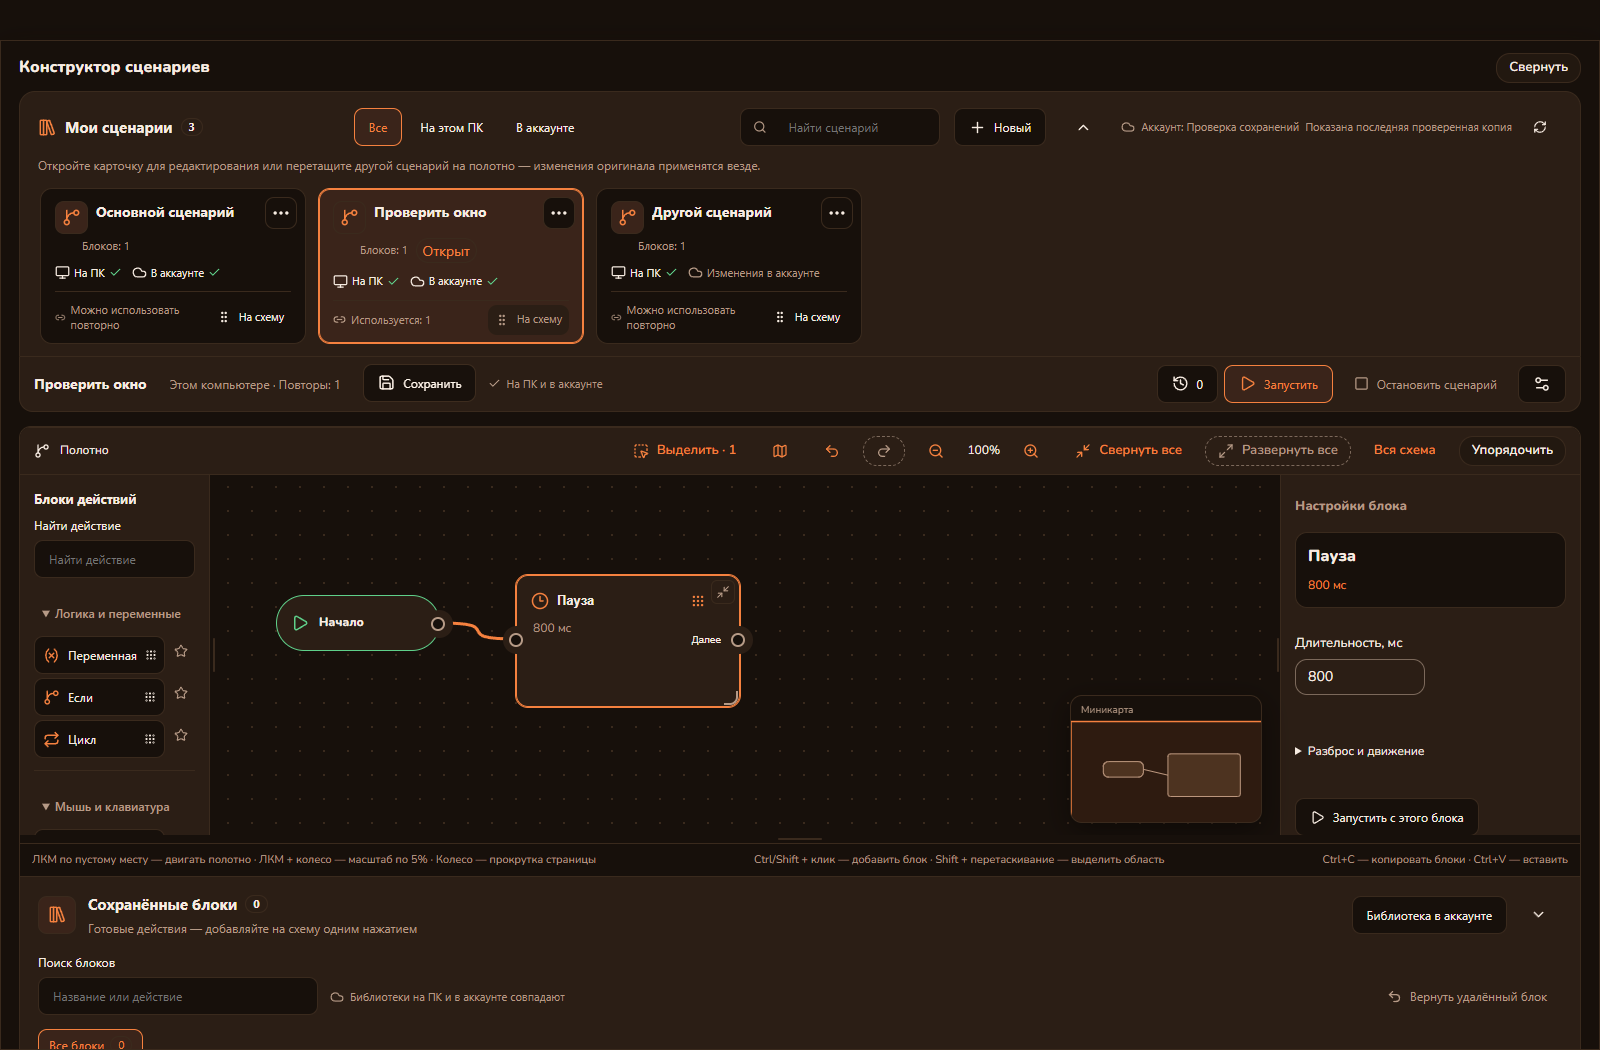 Конструктор сценариев
Свернуть
Мои сценарии 3
Все
На этом ПК
В аккаунте
Найти сценарий
Новый
Аккаунт: Проверка сохранений Показана последняя проверенная копия
Откройте карточку для редактирования или перетащите другой сценарий на полотно — изменения оригинала применятся везде.
Основной сценарий
Блоков: 1
На ПК
В аккаунте
Можно использовать
повторно
На схему
Проверить окно
Блоков: 1
Открыт
На ПК
В аккаунте
Используется: 1
На схему
Другой сценарий
Блоков: 1
На ПК
Изменения в аккаунте
Можно использовать
повторно
На схему
Проверить окно
Этом компьютере · Повторы: 1
Сохранить
На ПК и в аккаунте
0
Запустить
Остановить сценарий
Полотно
Выделить · 1
100%
Свернуть все
Развернуть все
Вся схема
Упорядочить
Блоки действий
Найти действие
Найти действие
Логика и переменные
Переменная
Если
Цикл
Мышь и клавиатура
Начало
Пауза
800 мс
Далее
Миникарта
Настройки блока
Пауза
800 мс
Длительность, мс
800
Разброс и движение
Запустить с этого блока
ЛКМ по пустому месту — двигать полотно · ЛКМ + колесо — масштаб по 5% · Колесо — прокрутка страницы
Ctrl/Shift + клик — добавить блок · Shift + перетаскивание — выделить область
Ctrl+C — копировать блоки · Ctrl+V — вставить
Сохранённые блоки 0
Готовые действия — добавляйте на схему одним нажатием
Библиотека в аккаунте
Поиск блоков
Название или действие
Библиотеки на ПК и в аккаунте совпадают
Вернуть удалённый блок
Все блоки 0